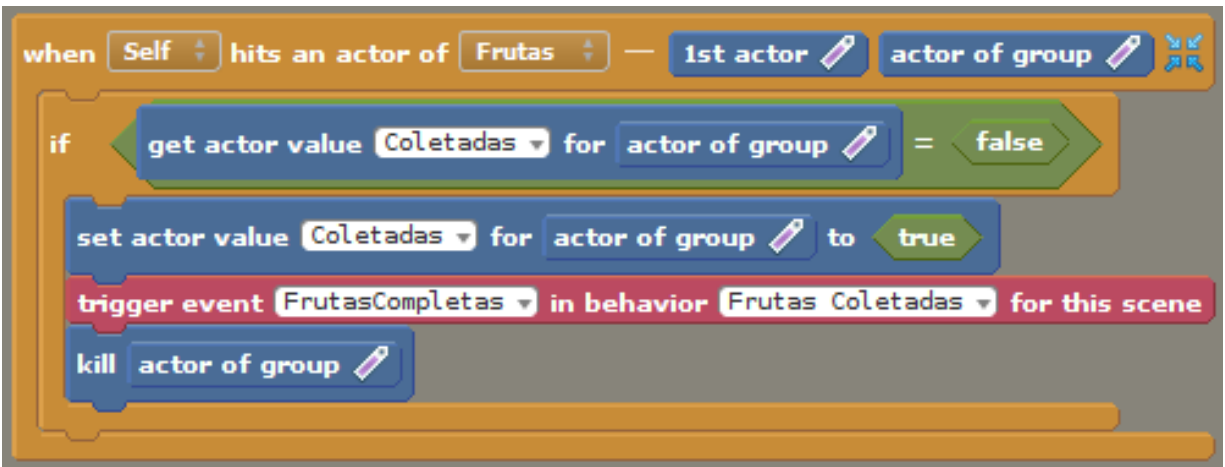 when Self hits an actor of Frutas — 1st actor actor of group
if get actor value Coletadas for actor of group = false
set actor value Coletadas for actor of group to true
trigger event FrutasCompletas in behavior Frutas Coletadas for this scene
kill actor of group